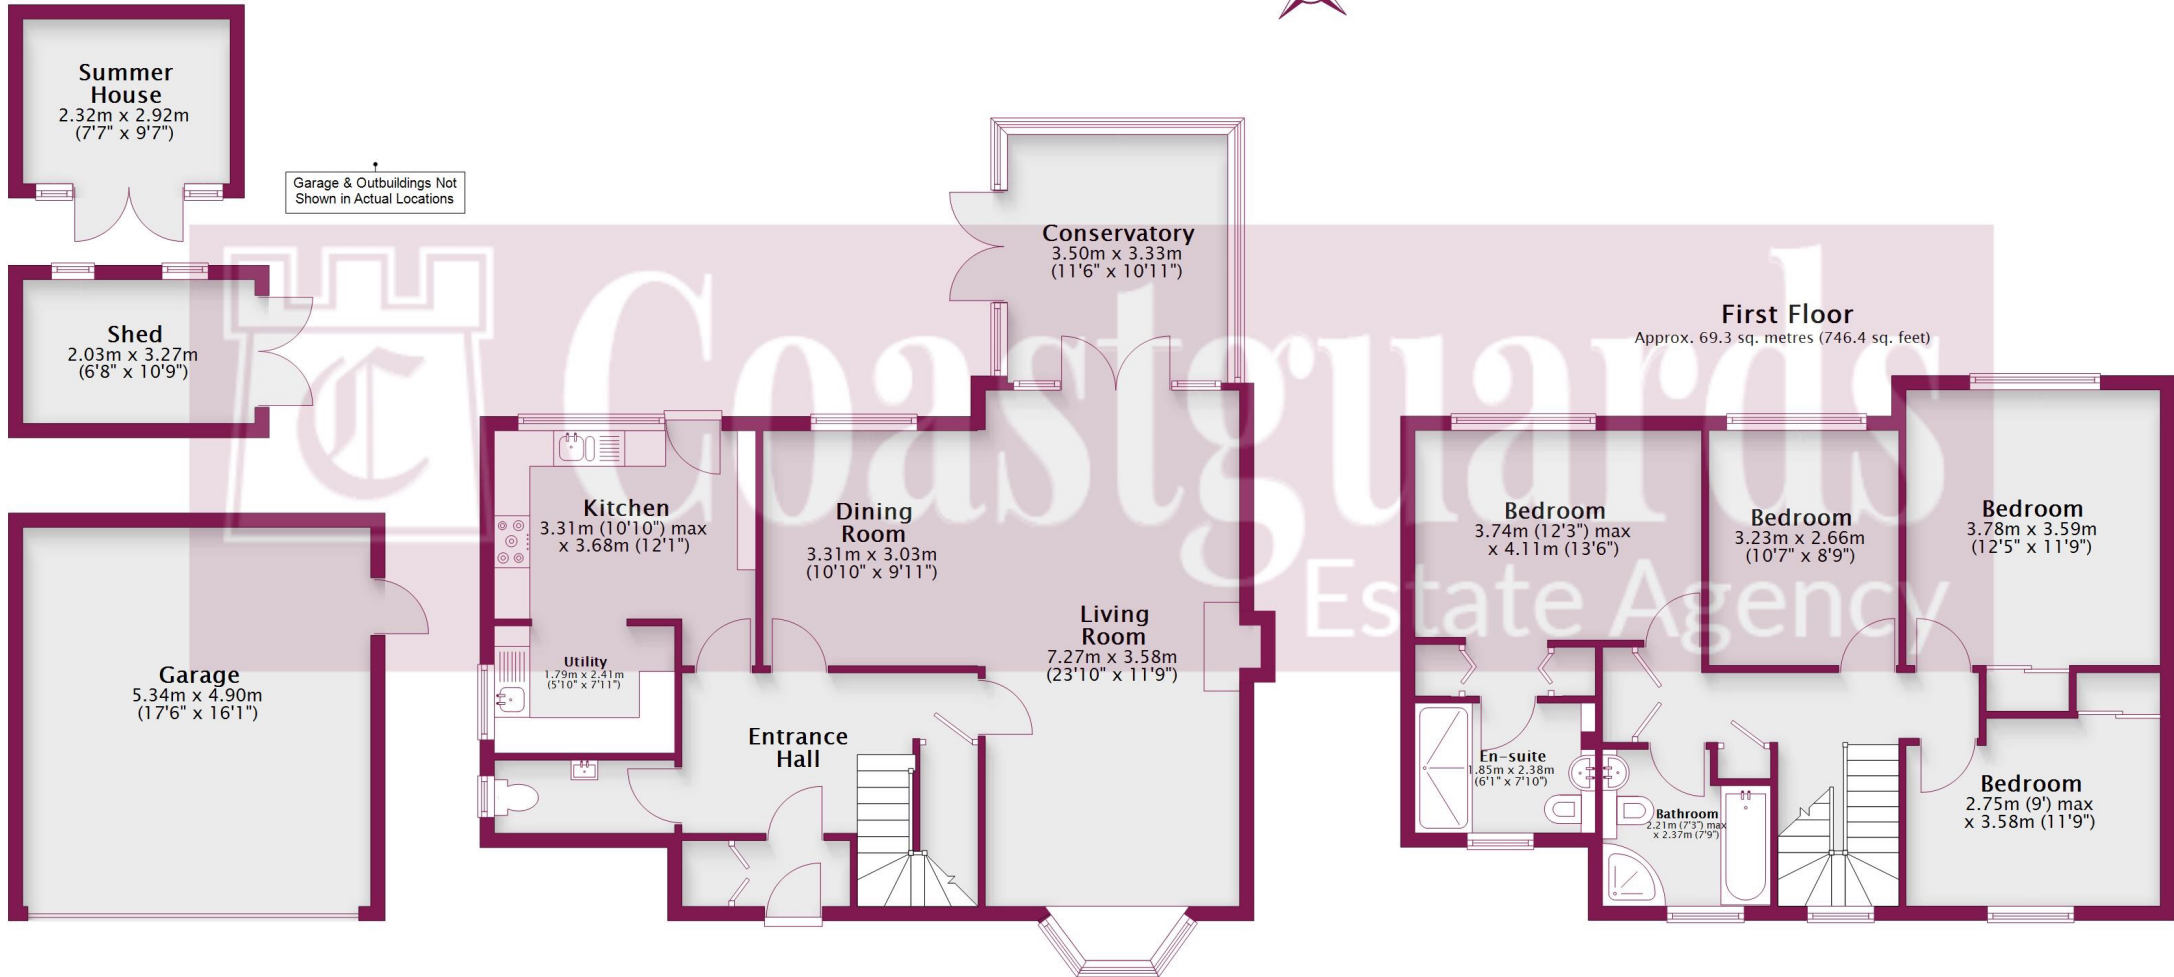 Summer
House
2.32m x 2.92m
(7'7" x 9'7")
Garage & Outbuildings Not
Shown in Actual Locations
Shed
2.03m x 3.27m
(6'8" x 10'9")
Garage
5.34m x 4.90m
(17'6" x 16'1")
Conservatory
3.50m x 3.33m
(11'6" x 10'11")
Kitchen
3.31m (10'10") max
x 3.68m (12'1")
Dining
Room
3.31m x 3.03m
(10'10" x 9'11")
Living
Room
7.27m x 3.58m
(23'10" x 11'9")
Utility
1.79m x 2.41m
(5'10" x 7'11")
Entrance
Hall
First Floor
Approx. 69.3 sq. metres (746.4 sq. feet)
Bedroom
3.74m (12'3") max
x 4.11m (13'6")
Bedroom
3.23m x 2.66m
(10'7" x 8'9")
Bedroom
3.78m x 3.59m
(12'5" x 11'9")
En-suite
1.85m x 2.38m
(6'1" x 7'10")
Bathroom
2.21m (7'3") max
x 2.37m (7'9")
Bedroom
2.75m (9') max
x 3.58m (11'9")
C Coastguards
Estate Agency